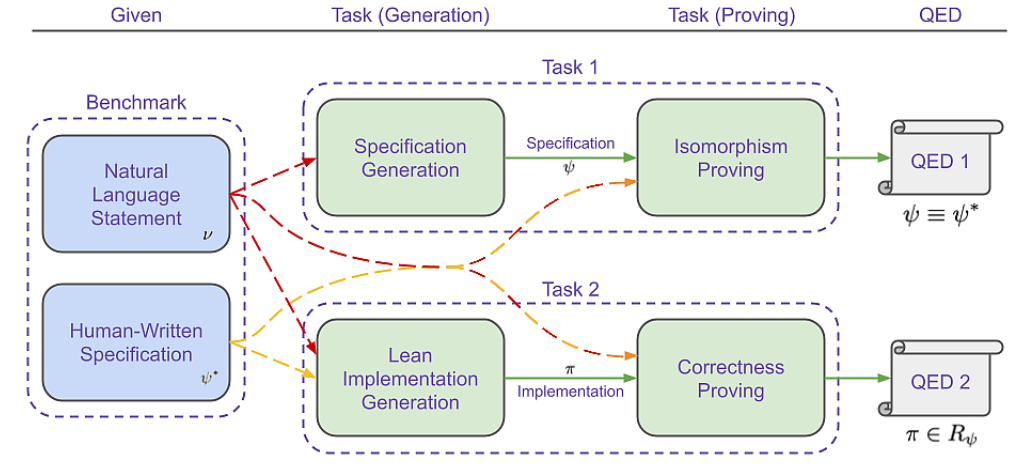 Given
Task (Generation)
Task (Proving)
QED
Benchmark
Natural
Language
Statement
ν
Human-Written
Specification
ψ*
Task 1
Specification
Generation
Specification
ψ
Isomorphism
Proving
QED 1
ψ ≡ ψ*
Task 2
Lean
Implementation
Generation
π
Implementation
Correctness
Proving
QED 2
π ∈ Rψ